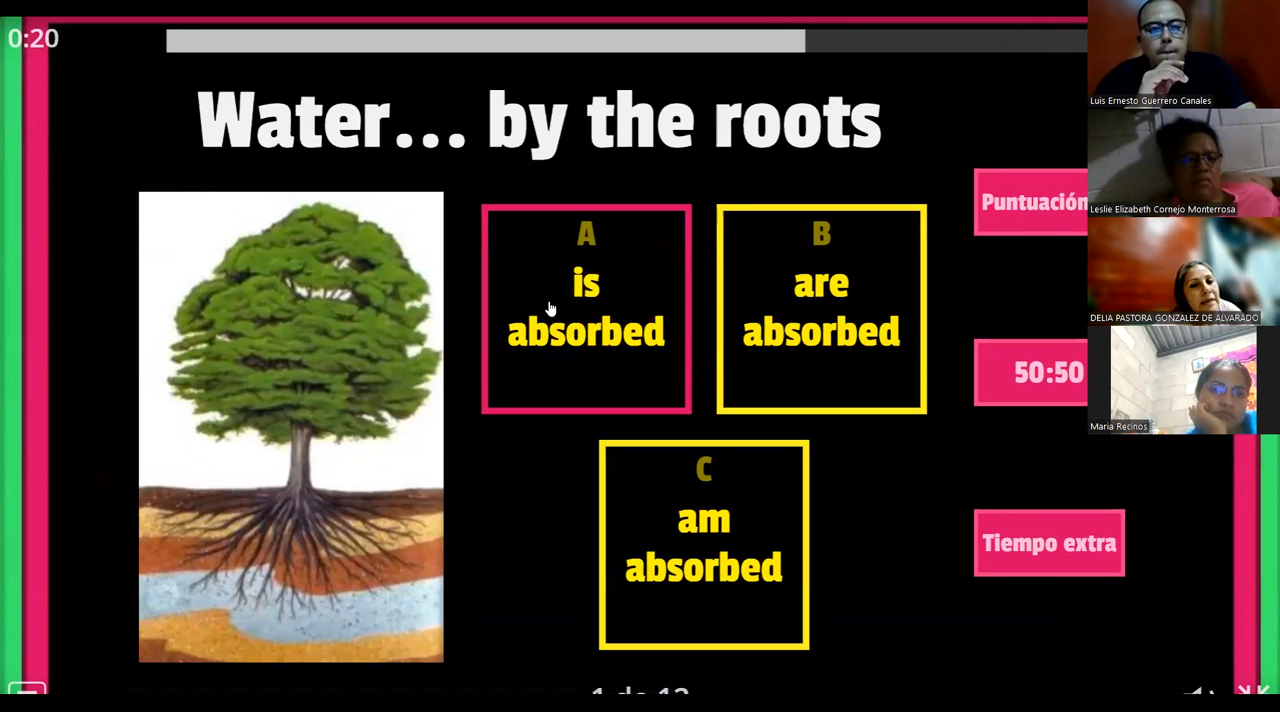 0:20
Water... by the roots
A
is
absorbed
B
are
absorbed
C
am
absorbed
Puntuación
50:50
Tiempo extra
1 de 12
Luis Ernesto Guerrero Canales
Leslie Elizabeth Cornejo Monterrosa
DELIA PASTORA GONZALEZ DE ALVARADO
Maria Recinos